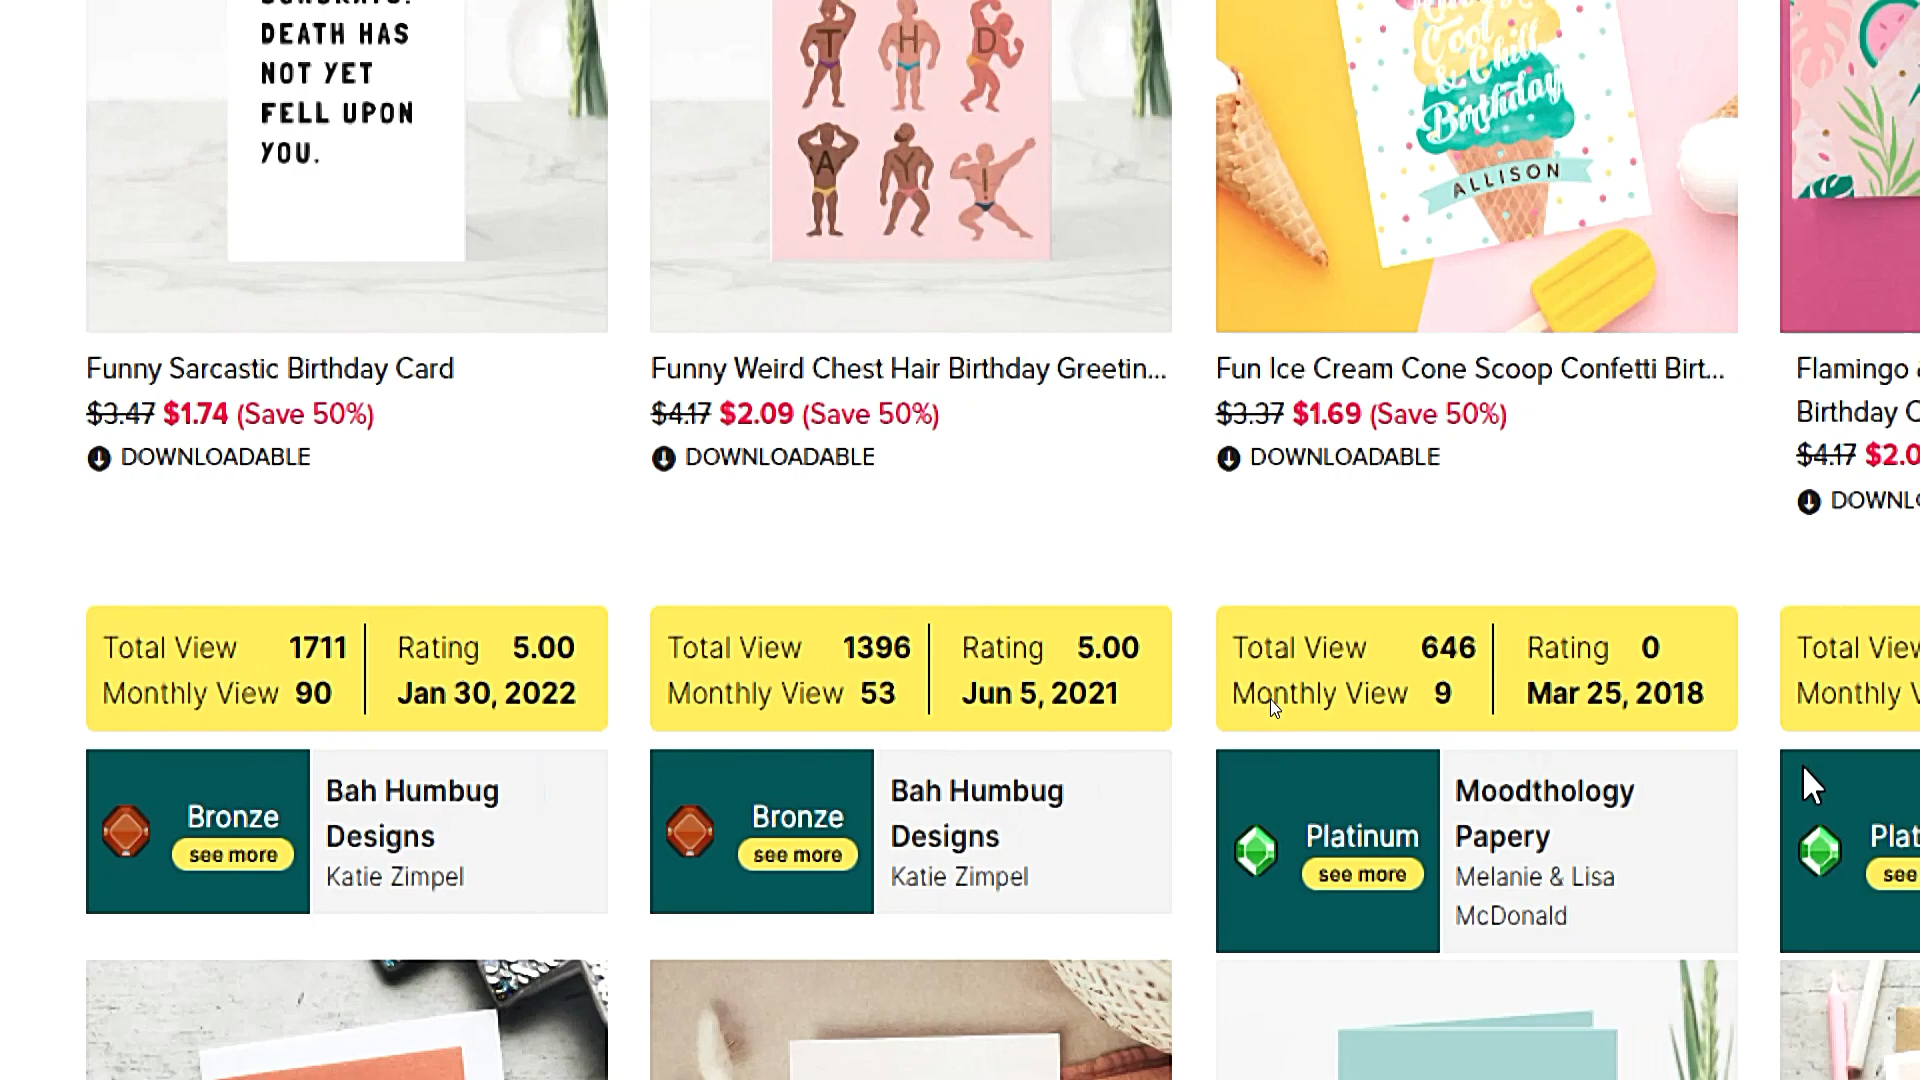 DEATH HAS
NOT YET
FELL UPON
YOU.
T H D
A Y !
Cool
& Chill
Birthday
ALLISON
Funny Sarcastic Birthday Card
$3.47 $1.74 (Save 50%)
DOWNLOADABLE
Total View 1711 Rating 5.00
Monthly View 90 Jan 30, 2022
Bronze
see more
Bah Humbug
Designs
Katie Zimpel
Funny Weird Chest Hair Birthday Greetin...
$4.17 $2.09 (Save 50%)
DOWNLOADABLE
Total View 1396 Rating 5.00
Monthly View 53 Jun 5, 2021
Bronze
see more
Bah Humbug
Designs
Katie Zimpel
Fun Ice Cream Cone Scoop Confetti Birt...
$3.37 $1.69 (Save 50%)
DOWNLOADABLE
Total View 646 Rating 0
Monthly View 9 Mar 25, 2018
Platinum
see more
Moodthology
Papery
Melanie & Lisa
McDonald
Flamingo
Birthday
$4.17 $2.0
DOWNL
Total View
Monthly V
Plat
see